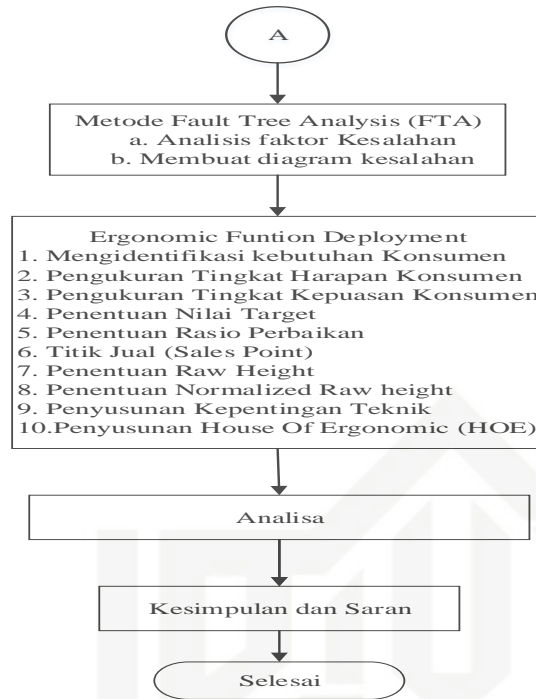 A
Metode Fault Tree Analysis (FTA)
a. Analisis faktor Kesalahan
b. Membuat diagram kesalahan
Ergonomic Funtion Deployment
1. Mengidentifikasi kebutuhan Konsumen
2. Pengukuran Tingkat Harapan Konsumen
3. Pengukuran Tingkat Kepuasan Konsumen
4. Penentuan Nilai Target
5. Penentuan Rasio Perbaikan
6. Titik Jual (Sales Point)
7. Penentuan Raw Height
8. Penentuan Normalized Raw height
9. Penyusunan Kepentingan Teknik
10.Penyusunan House Of Ergonomic (HOE)
Analisa
Kesimpulan dan Saran
Selesai